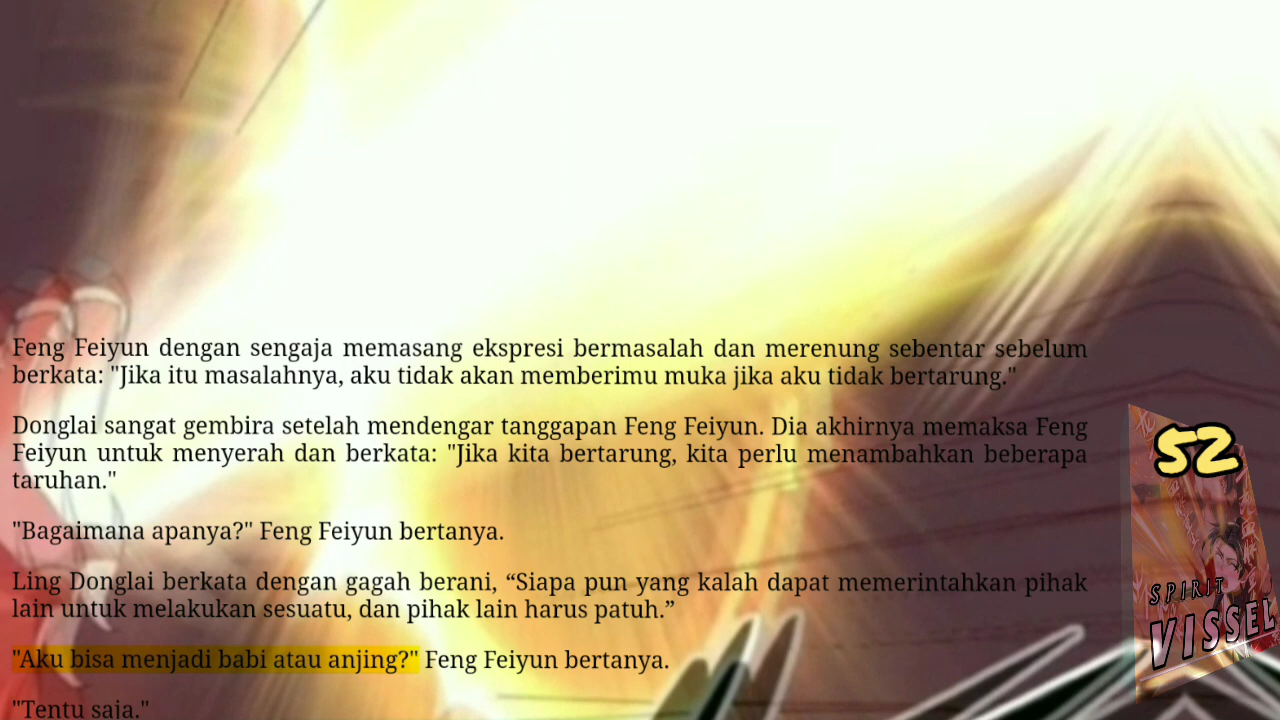 Feng Feiyun dengan sengaja memasang ekspresi bermasalah dan merenung sebentar sebelum
berkata: "Jika itu masalahnya, aku tidak akan memberimu muka jika aku tidak bertarung."
Donglai sangat gembira setelah mendengar tanggapan Feng Feiyun. Dia akhirnya memaksa Feng
Feiyun untuk menyerah dan berkata: "Jika kita bertarung, kita perlu menambahkan beberapa
taruhan."
"Bagaimana apanya?" Feng Feiyun bertanya.
Ling Donglai berkata dengan gagah berani, “Siapa pun yang kalah dapat memerintahkan pihak
lain untuk melakukan sesuatu, dan pihak lain harus patuh.”
"Aku bisa menjadi babi atau anjing?" Feng Feiyun bertanya.
"Tentu saja."
52
SPIRIT
VISSEL